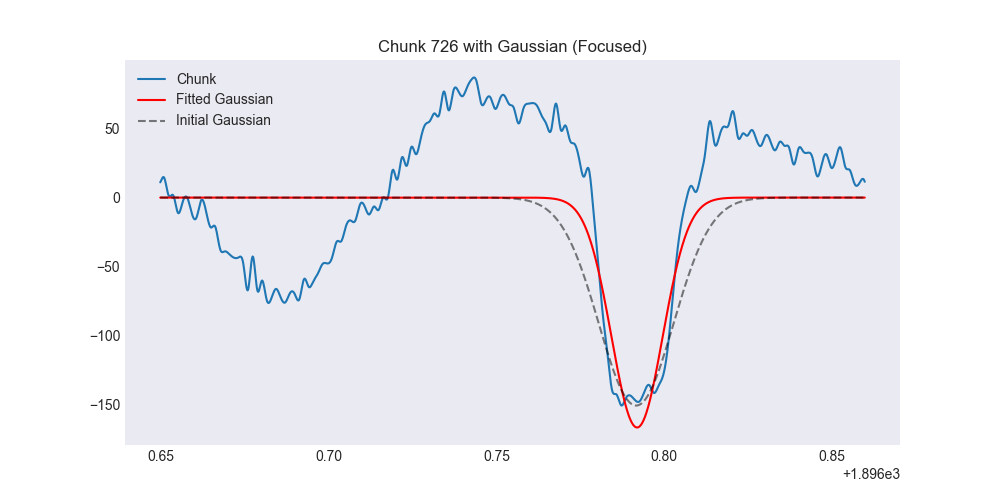 Chunk 726 with Gaussian (Focused)
Chunk
Fitted Gaussian
Initial Gaussian
50
0
−50
−100
−150
0.65 0.70 0.75 0.80 0.85
+1.896e3